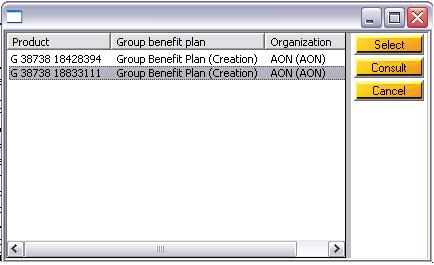 Product Group benefit plan Organization
G 38738 18428394 Group Benefit Plan (Creation) AON (AON)
G 38738 18833111 Group Benefit Plan (Creation) AON (AON)
Select
Consult
Cancel